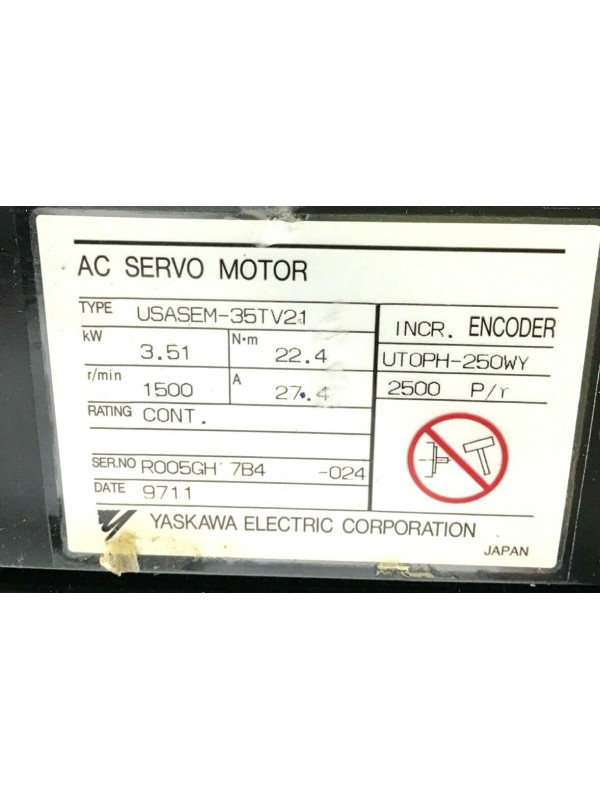 AC SERVO MOTOR
TYPE USASEM-35TV21
kW 3.51 N·m 22.4
r/min 1500 A 27.4
RATING CONT.
SER.NO R005GH 7B4 -024
DATE 9711
YASKAWA ELECTRIC CORPORATION
JAPAN
INCR. ENCODER
UTOPH-250WY
2500 P/r